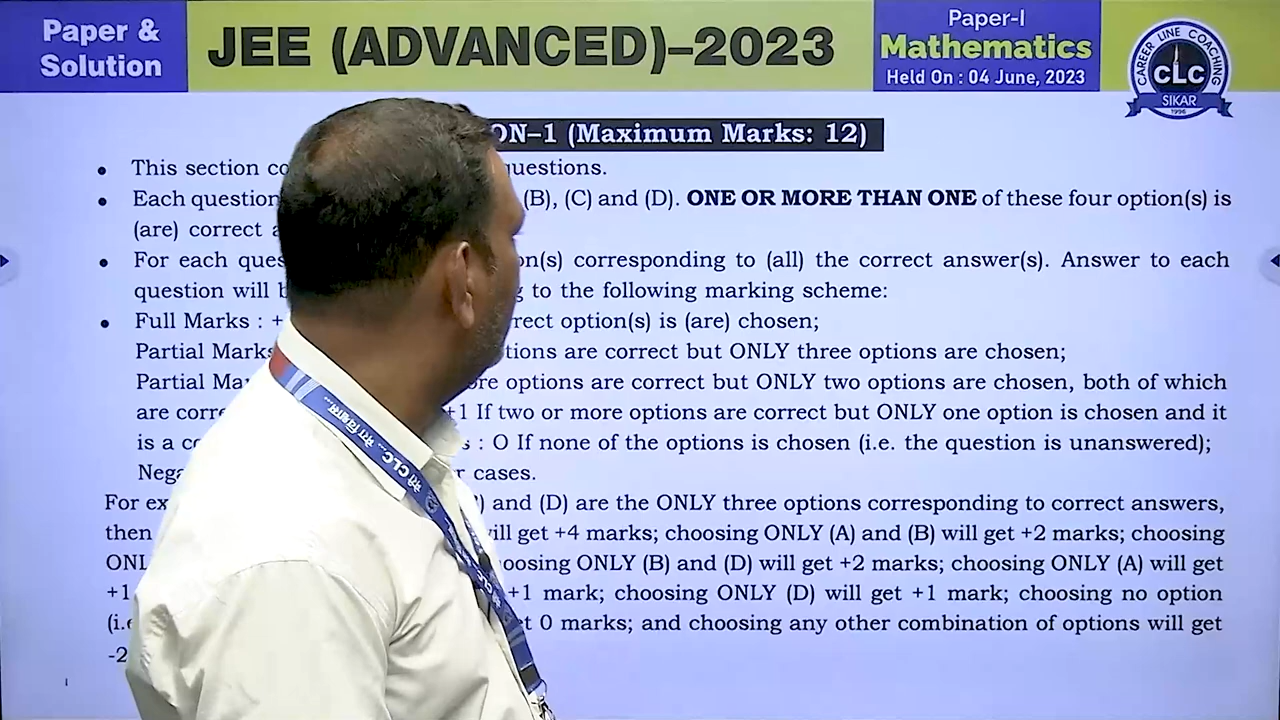 Paper &
Solution
JEE (ADVANCED)–2023
Paper-I
Mathematics
Held On : 04 June, 2023
CAREER LINE COACHING
CLC
SIKAR
1996
ON–1 (Maximum Marks: 12)
• This section co uestions.
• Each question (B), (C) and (D). ONE OR MORE THAN ONE of these four option(s) is
(are) correct
• For each ques on(s) corresponding to (all) the correct answer(s). Answer to each
question will to the following marking scheme:
• Full Marks : + rect option(s) is (are) chosen;
Partial Marks tions are correct but ONLY three options are chosen;
Partial Ma re options are correct but ONLY two options are chosen, both of which
are corre +1 If two or more options are correct but ONLY one option is chosen and it
is a co s : O If none of the options is chosen (i.e. the question is unanswered);
Nega r cases.
For ex ) and (D) are the ONLY three options corresponding to correct answers,
then will get +4 marks; choosing ONLY (A) and (B) will get +2 marks; choosing
ONL oosing ONLY (B) and (D) will get +2 marks; choosing ONLY (A) will get
+1 +1 mark; choosing ONLY (D) will get +1 mark; choosing no option
(i.e et 0 marks; and choosing any other combination of options will get
-2
CLC